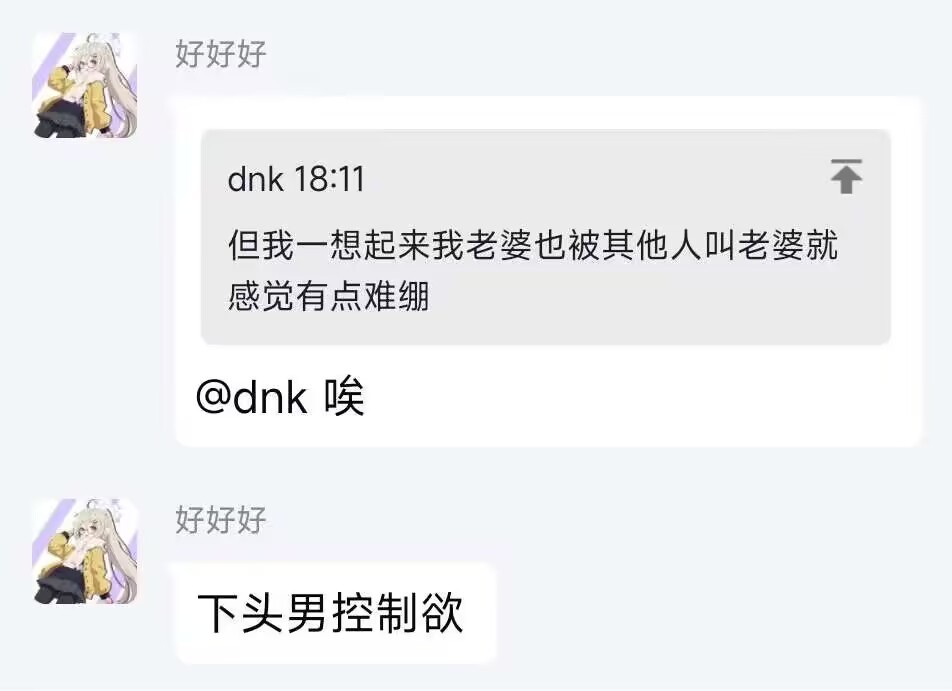 好好好
dnk 18:11
但我一想起来我老婆也被其他人叫老婆就
感觉有点难绷
@dnk 唉
好好好
下头男控制欲